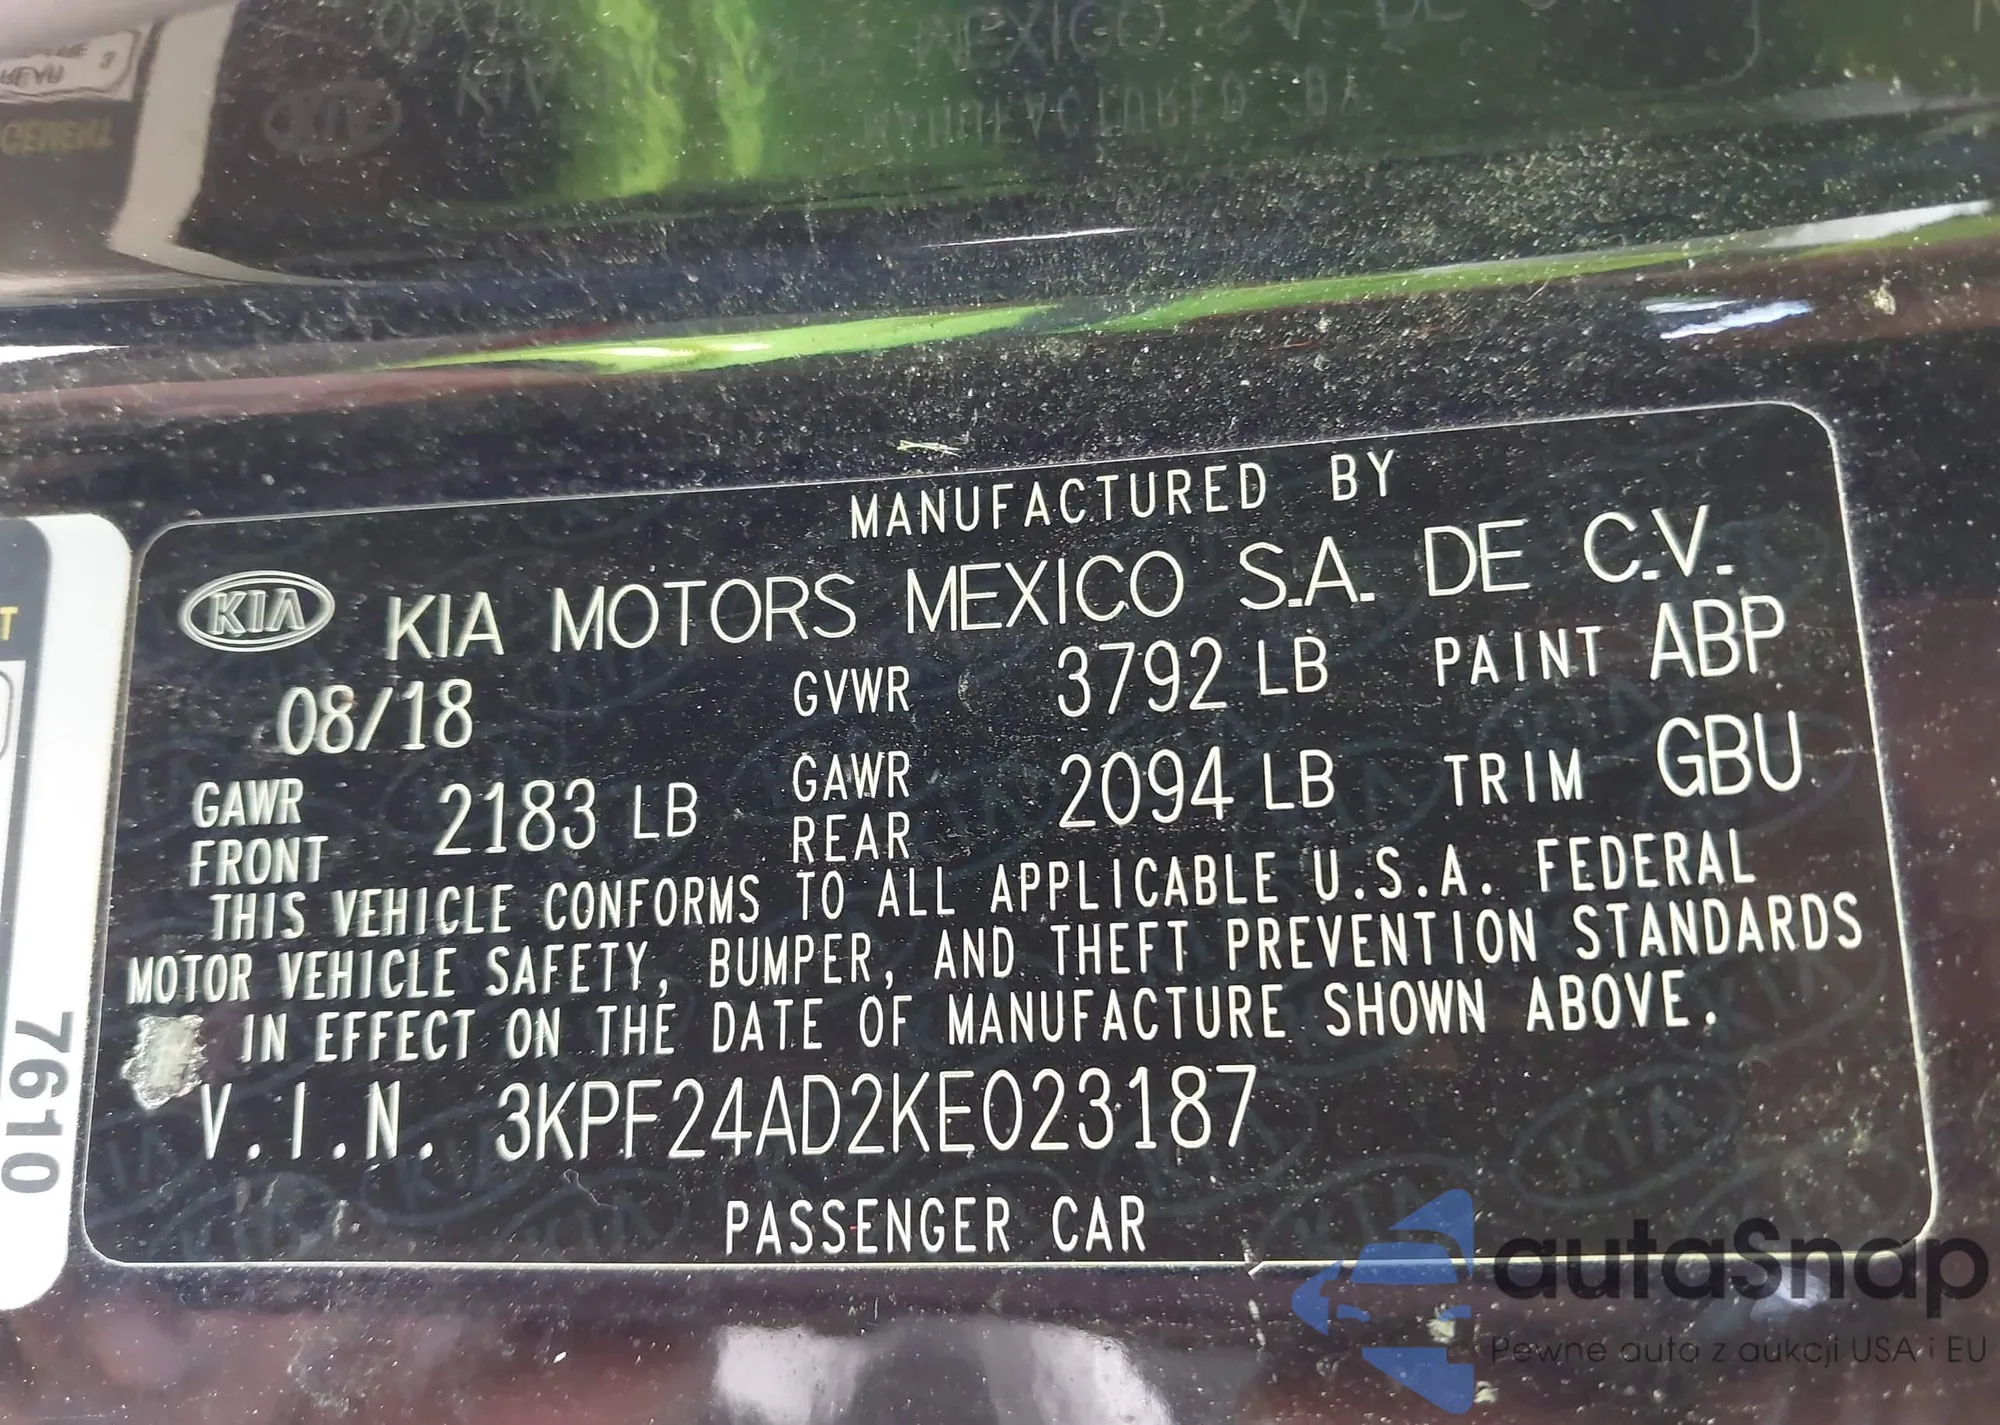 MANUFACTURED BY
KIA KIA MOTORS MEXICO S.A. DE C.V.
08/18 GVWR 3792 LB PAINT ABP
GAWR FRONT 2183 LB GAWR REAR 2094 LB TRIM GBU
THIS VEHICLE CONFORMS TO ALL APPLICABLE U.S.A. FEDERAL
MOTOR VEHICLE SAFETY, BUMPER, AND THEFT PREVENTION STANDARDS
IN EFFECT ON THE DATE OF MANUFACTURE SHOWN ABOVE.
V.I.N. 3KPF24AD2KE023187
PASSENGER CAR
7610
autaSnap
Pewne auta z aukcji USA i EU